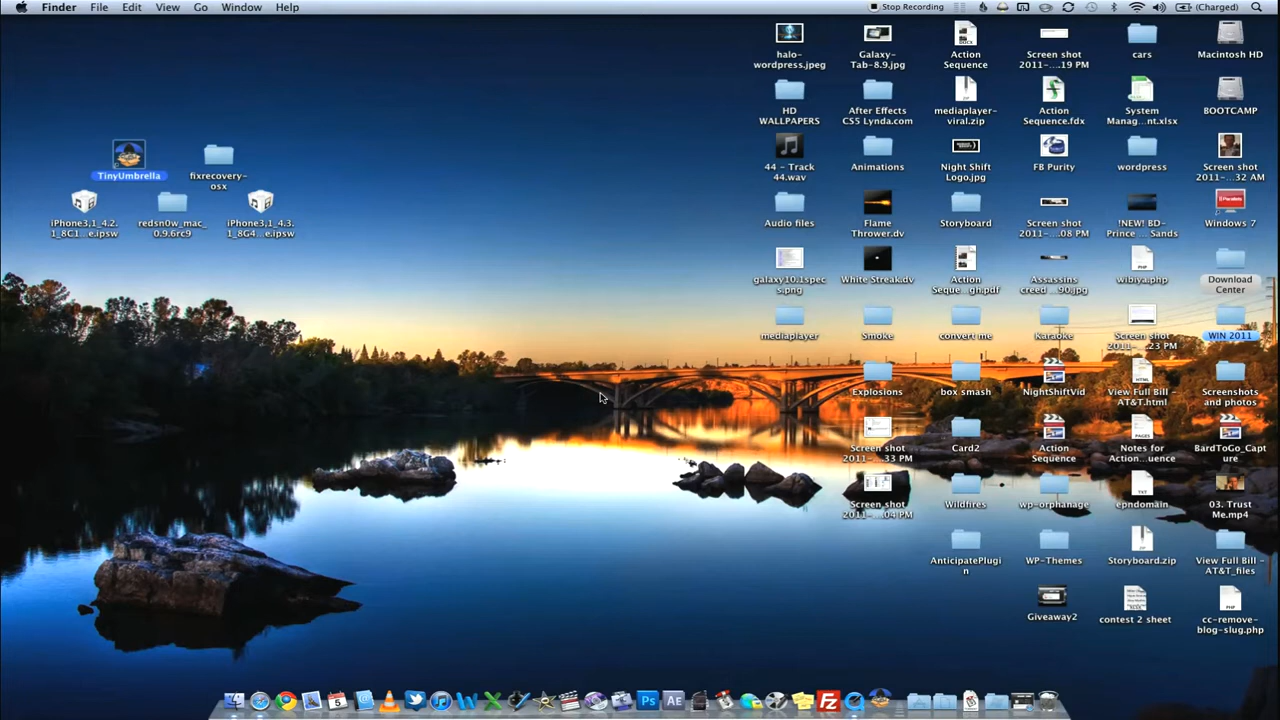 Finder File Edit View Go Window Help Stop Recording (Charged)
halo-
wordpress.jpeg
Galaxy-
Tab-8.9.jpg
Action
Sequence
Screen shot
2011-....19 PM
cars
Macintosh HD
HD
WALLPAPERS
After Effects
CS5 Lynda.com
mediaplayer-
viral.zip
Action
Sequence.fdx
System
Manag...nt.xlsx
BOOTCAMP
TinyUmbrella
fixrecovery-
osx
44 - Track
44.wav
Animations
Night Shift
Logo.jpg
FB Purity
wordpress
Screen shot
2011-...32 AM
iPhone3,1_4.2.
1_8C1...e.ipsw
redsn0w_mac_
0.9.6rc9
iPhone3,1_4.3.
1_8G4...e.ipsw
Audio files
Flame
Thrower.dv
Storyboard
Screen shot
2011-...08 PM
!NEW! BD-
Prince ... Sands
Windows 7
galaxy10.1spec
s.png
White Streak.dv
Action
Seque...gh.pdf
Assassins
creed ...90.jpg
wibiya.php
Download
Center
mediaplayer
Smoke
convert me
Karaoke
Screen shot
2011-...23 PM
WIN 2011
Explosions
box smash
NightShiftVid
View Full Bill -
AT&T.html
Screenshots
and photos
Screen shot
2011-...33 PM
Card2
Action
Sequence
Notes for
Action...uence
BardToGo_Capt
ure
Screen shot
2011-...04 PM
Wildfires
wp-orphanage
epndomain
03. Trust
Me.mp4
AnticipatePlugi
n
WP-Themes
Storyboard.zip
View Full Bill -
AT&T_files
Giveaway2
contest 2 sheet
cc-remove-
blog-slug.php
5
Ps
AE
Fz